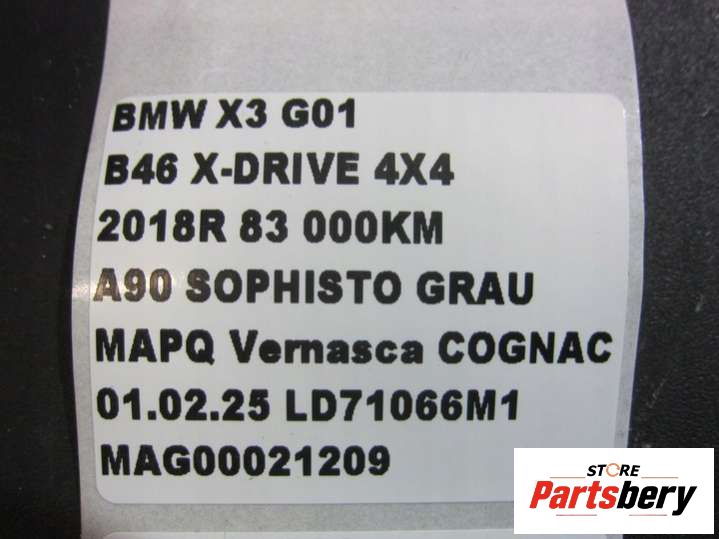 BMW X3 G01
B46 X-DRIVE 4X4
2018R 83 000KM
A90 SOPHISTO GRAU
MAPQ Vernasca COGNAC
01.02.25 LD71066M1
MAG00021209
STORE
Partsbery